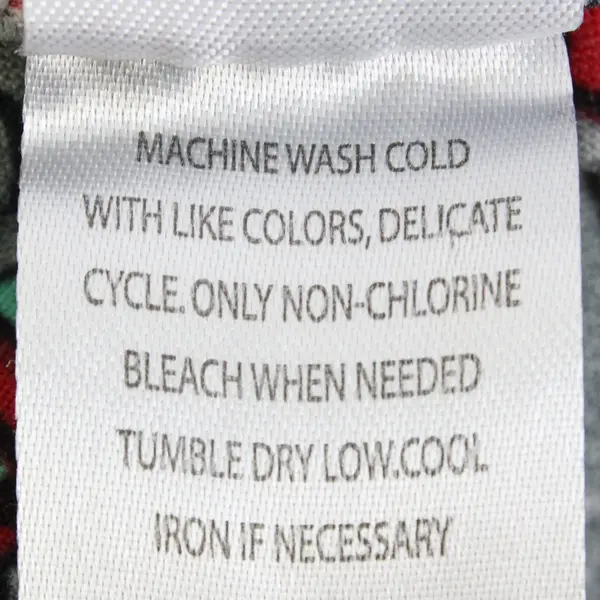 MACHINE WASH COLD
WITH LIKE COLORS, DELICATE
CYCLE. ONLY NON-CHLORINE
BLEACH WHEN NEEDED
TUMBLE DRY LOW.COOL
IRON IF NECESSARY